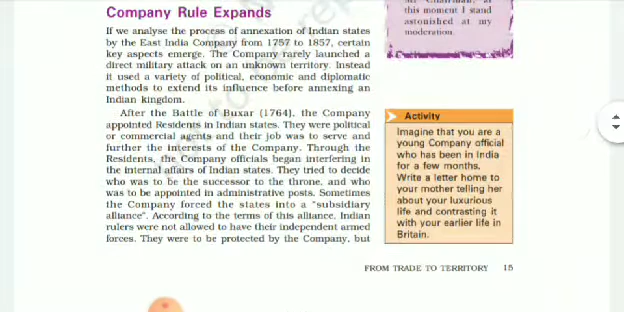 Company Rule Expands
If we analyse the process of annexation of Indian states
by the East India Company from 1757 to 1857, certain
key aspects emerge. The Company rarely launched a
direct military attack on an unknown territory. Instead
it used a variety of political, economic and diplomatic
methods to extend its influence before annexing an
Indian kingdom.
After the Battle of Buxar (1764), the Company
appointed Residents in Indian states. They were political
or commercial agents and their job was to serve and
further the interests of the Company. Through the
Residents, the Company officials began interfering in
the internal affairs of Indian states. They tried to decide
who was to be the successor to the throne, and who
was to be appointed in administrative posts. Sometimes
the Company forced the states into a "subsidiary
alliance". According to the terms of this alliance, Indian
rulers were not allowed to have their independent armed
forces. They were to be protected by the Company, but
this moment I stand
astonished at my
moderation.
Activity
Imagine that you are a
young Company official
who has been in India
for a few months.
Write a letter home to
your mother telling her
about your luxurious
life and contrasting it
with your earlier life in
Britain.
FROM TRADE TO TERRITORY 15